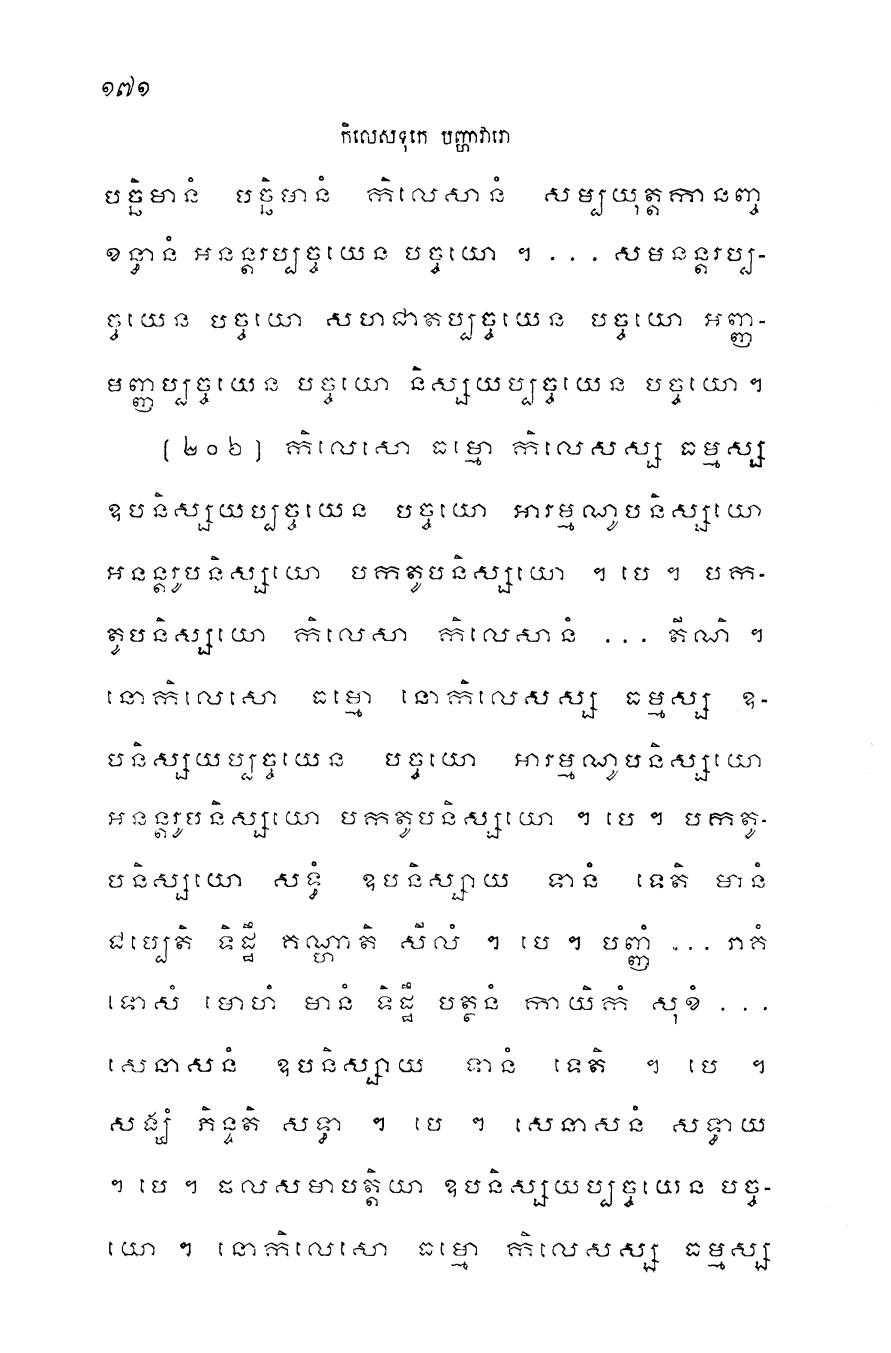 ១៧១
កិលេសទុកេ បញ្ហាវារោ
បច្ឆិមានំ បច្ឆិមានំ កិលេសានំ សម្បយុត្តកានញ្ច
ខន្ធានំ អនន្តរប្បច្ចយេន បច្ចយោ ។ ... សមនន្តរប្ប-
ច្ចយេន បច្ចយោ សហជាតប្បច្ចយេន បច្ចយោ អញ្ញ-
មញ្ញប្បច្ចយេន បច្ចយោ និស្សយប្បច្ចយេន បច្ចយោ ។
[២០៦] កិលេសោ ធម្មោ កិលេសស្ស ធម្មស្ស
ឧបនិស្សយប្បច្ចយេន បច្ចយោ អារម្មណូបនិស្សយោ
អនន្តរូបនិស្សយោ បកតូបនិស្សយោ ។ បេ ។ បក-
តូបនិស្សយោ កិលេសា កិលេសានំ ... តីណិ ។
នោកិលេសោ ធម្មោ នោកិលេសស្ស ធម្មស្ស ឧ-
បនិស្សយប្បច្ចយេន បច្ចយោ អារម្មណូបនិស្សយោ
អនន្តរូបនិស្សយោ បកតូបនិស្សយោ ។ បេ ។ បកតូ-
បនិស្សយោ សទ្ធំ ឧបនិស្សាយ ទានំ ទេតិ មានំ
ជប្បេតិ ទិដ្ឋឹ គណ្ហាតិ សីលំ ។ បេ ។ បញ្ញំ ... រាគំ
ទោសំ មោហំ មានំ ទិដ្ឋឹ បត្ថនំ កាយិកំ សុខំ ...
សេនាសនំ ឧបនិស្សាយ ទានំ ទេតិ ។ បេ ។
សង្ឃំ ភិន្ទតិ សទ្ធា ។ បេ ។ សេនាសនំ សទ្ធាយ
។ បេ ។ ផលសមាបត្តិយា ឧបនិស្សយប្បច្ចយេន បច្ច-
យោ ។ នោកិលេសោ ធម្មោ កិលេសស្ស ធម្មស្ស